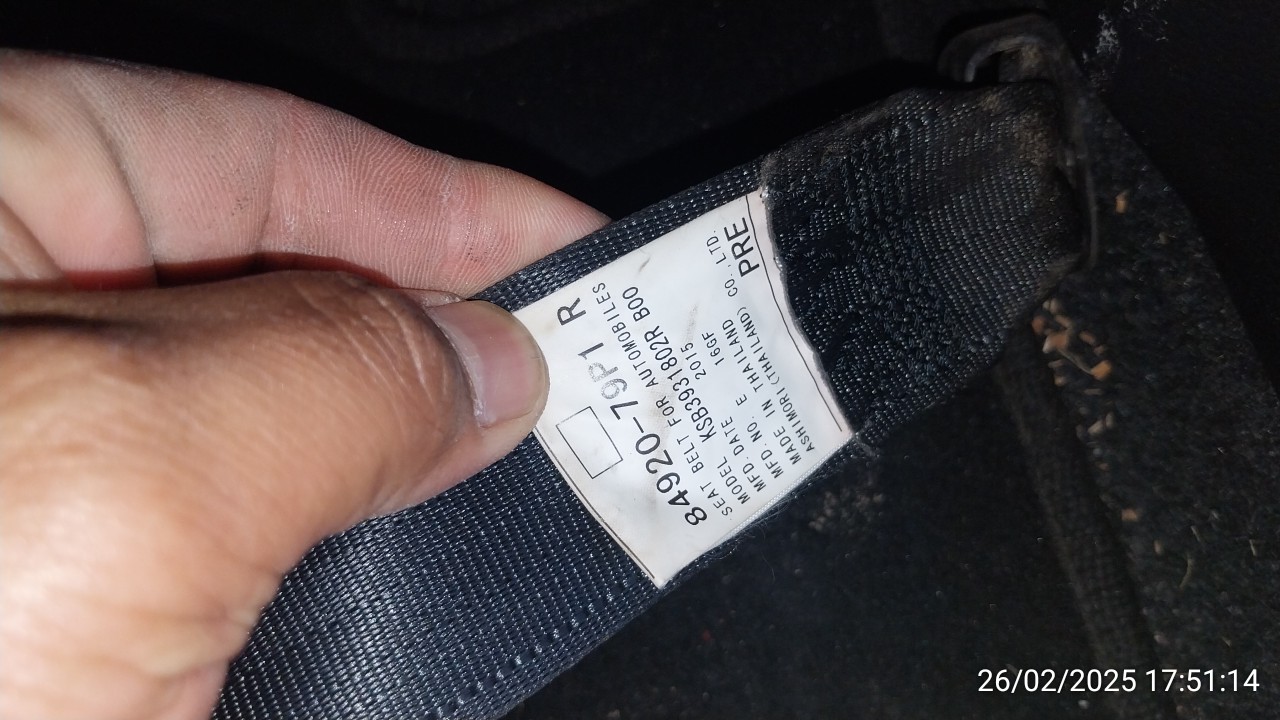 84920-79P1 R
SEAT BELT FOR AUTOMOBILES
MODEL KSB3931802R B00
MFD. DATE 2015
MFD. NO. E 16GF
MADE IN THAILAND PRE
ASHIMORI (THAILAND) CO., LTD.
26/02/2025 17:51:14